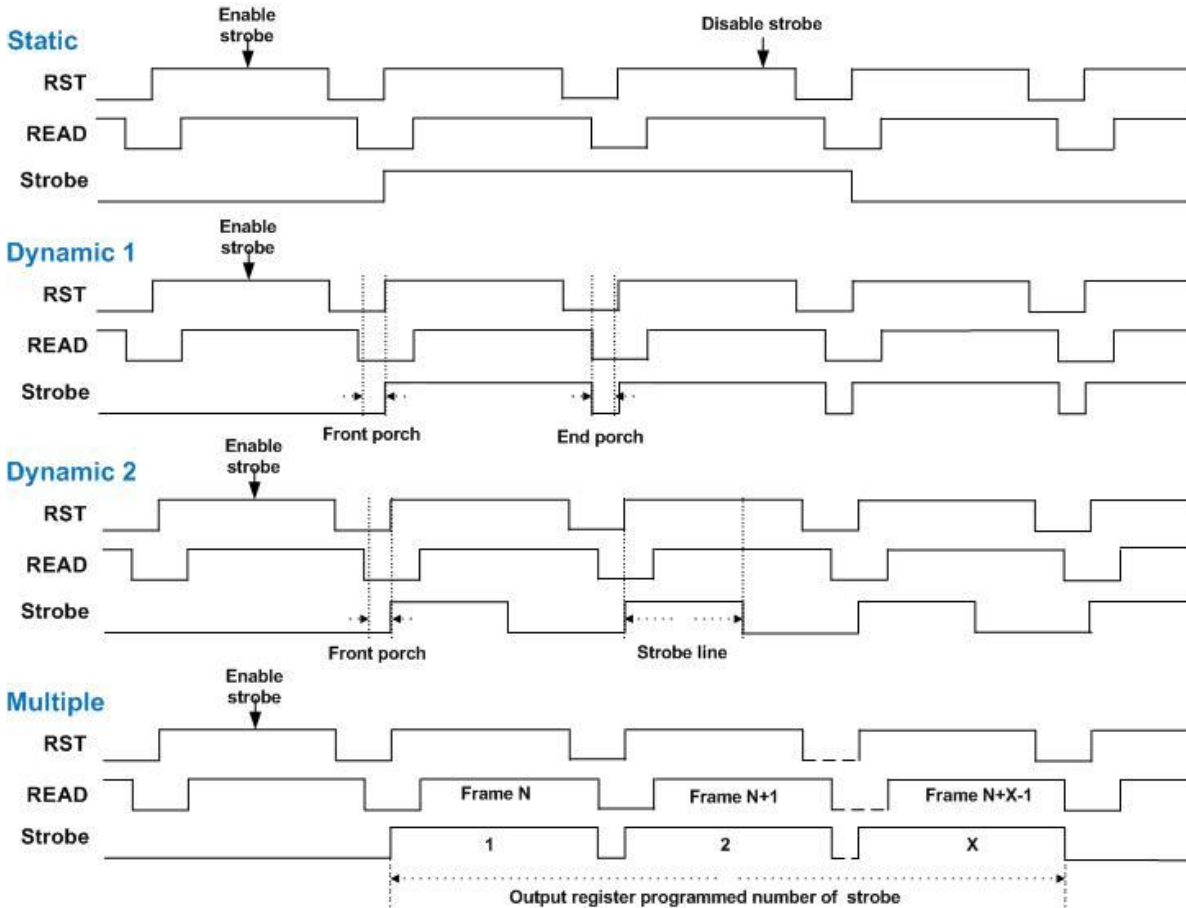 Static
Enable
strobe
Disable strobe
RST
READ
Strobe
Dynamic 1
Enable
strobe
RST
READ
Strobe
Front porch
End porch
Dynamic 2
Enable
strobe
RST
READ
Strobe
Front porch
Strobe line
Multiple
Enable
strobe
RST
READ
Frame N
Frame N+1
Frame N+X-1
Strobe
1
2
X
Output register programmed number of strobe